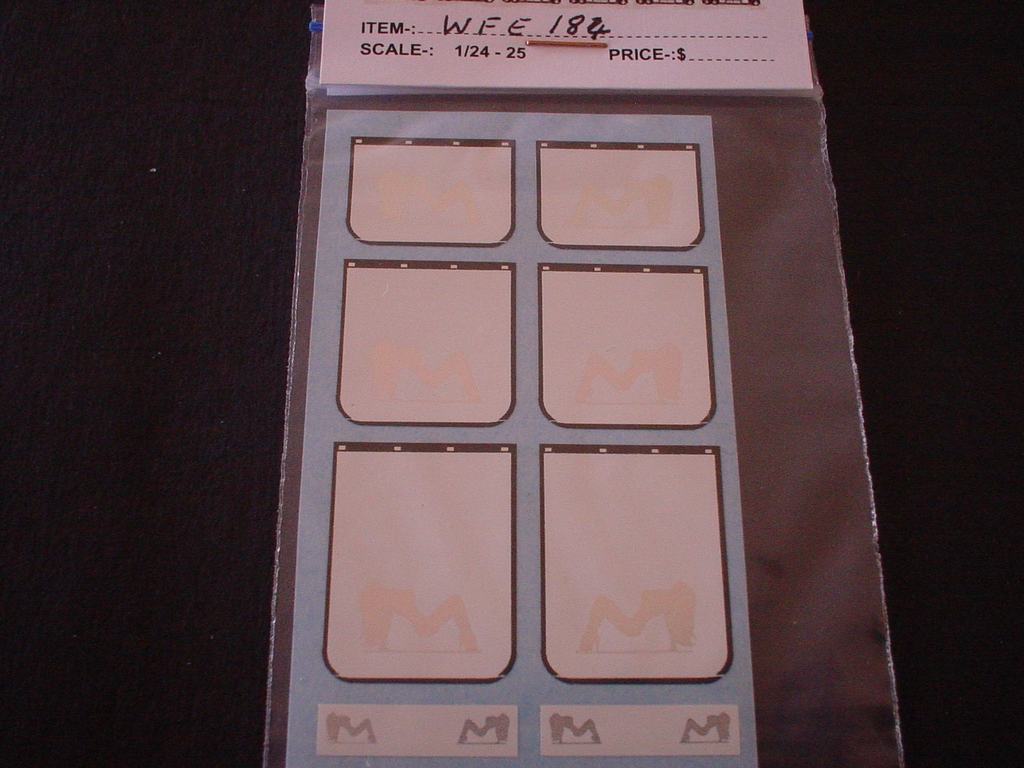 ITEM-: WFE 184
SCALE-: 1/24 - 25 PRICE-:$